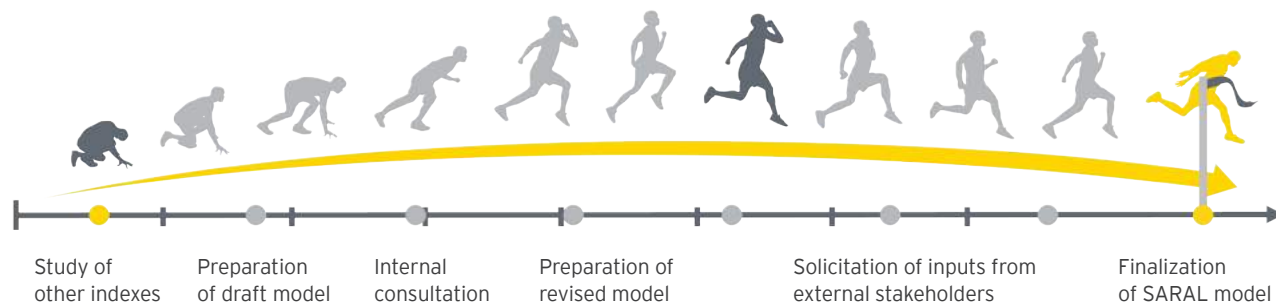 Study of
other indexes
Preparation
of draft model
Internal
consultation
Preparation of
revised model
Solicitation of inputs from
external stakeholders
Finalization
of SARAL model